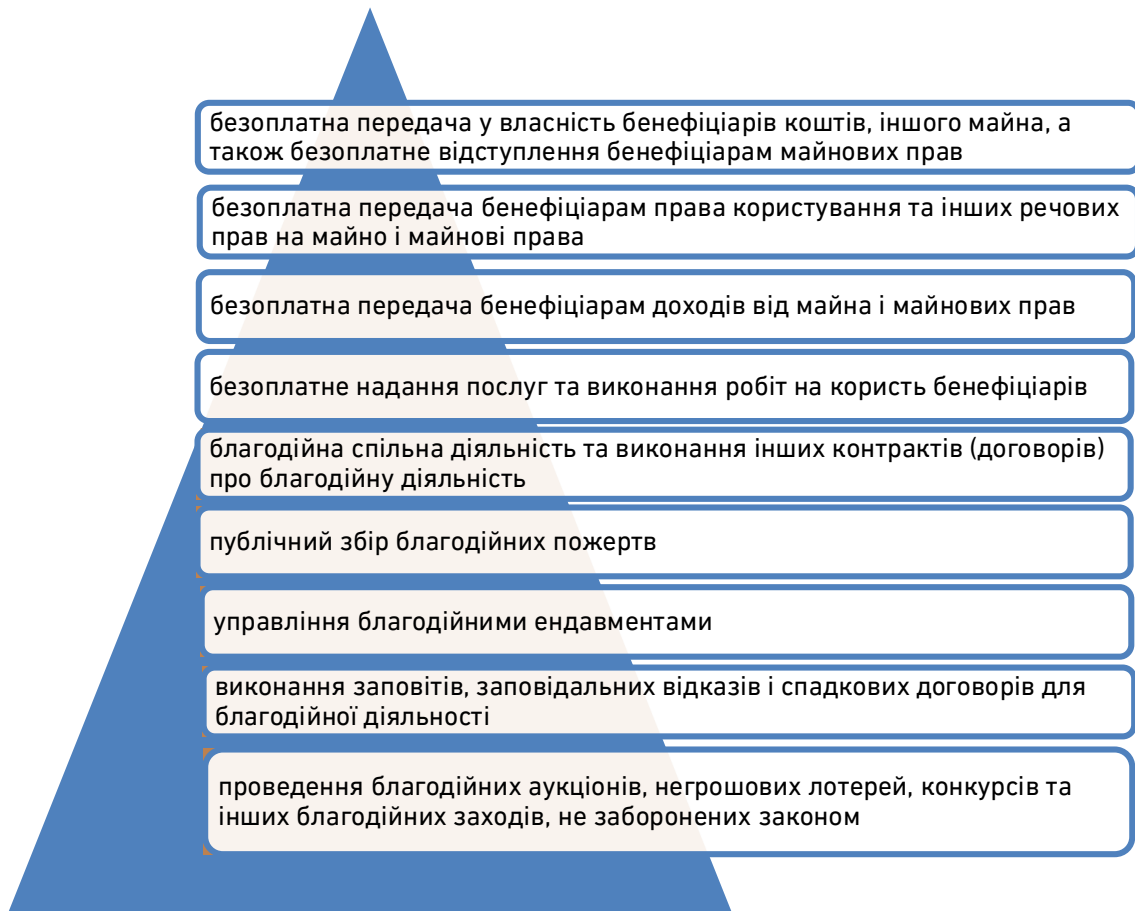 безоплатна передача у власність бенефіціарів коштів, іншого майна, а
також безоплатне відступлення бенефіціарам майнових прав
безоплатна передача бенефіціарам права користування та інших речових
прав на майно і майнові права
безоплатна передача бенефіціарам доходів від майна і майнових прав
безоплатне надання послуг та виконання робіт на користь бенефіціарів
благодійна спільна діяльність та виконання інших контрактів (договорів)
про благодійну діяльність
публічний збір благодійних пожертв
управління благодійними ендавментами
виконання заповітів, заповідальних відказів і спадкових договорів для
благодійної діяльності
проведення благодійних аукціонів, негрошових лотерей, конкурсів та
інших благодійних заходів, не заборонених законом